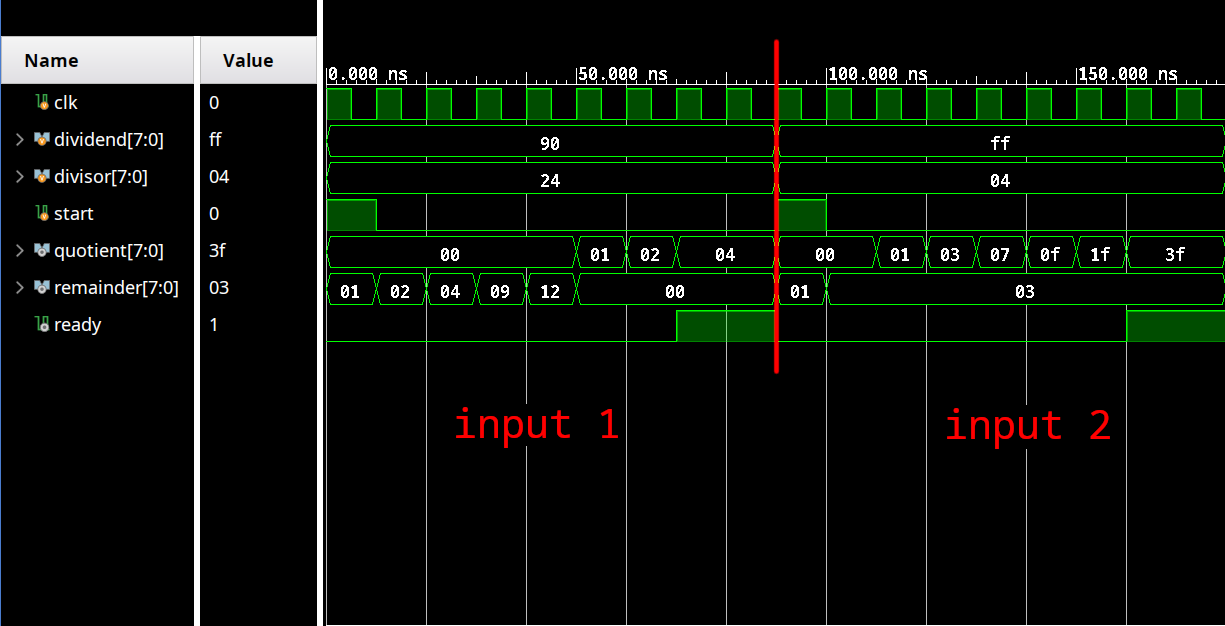 Name Value
0.000 ns 50.000 ns 100.000 ns 150.000 ns
clk 0
dividend[7:0] ff 90 ff
divisor[7:0] 04 24 04
start 0
quotient[7:0] 3f 00 01 02 04 00 01 03 07 0f 1f 3f
remainder[7:0] 03 01 02 04 09 12 00 01 03
ready 1
input 1 input 2